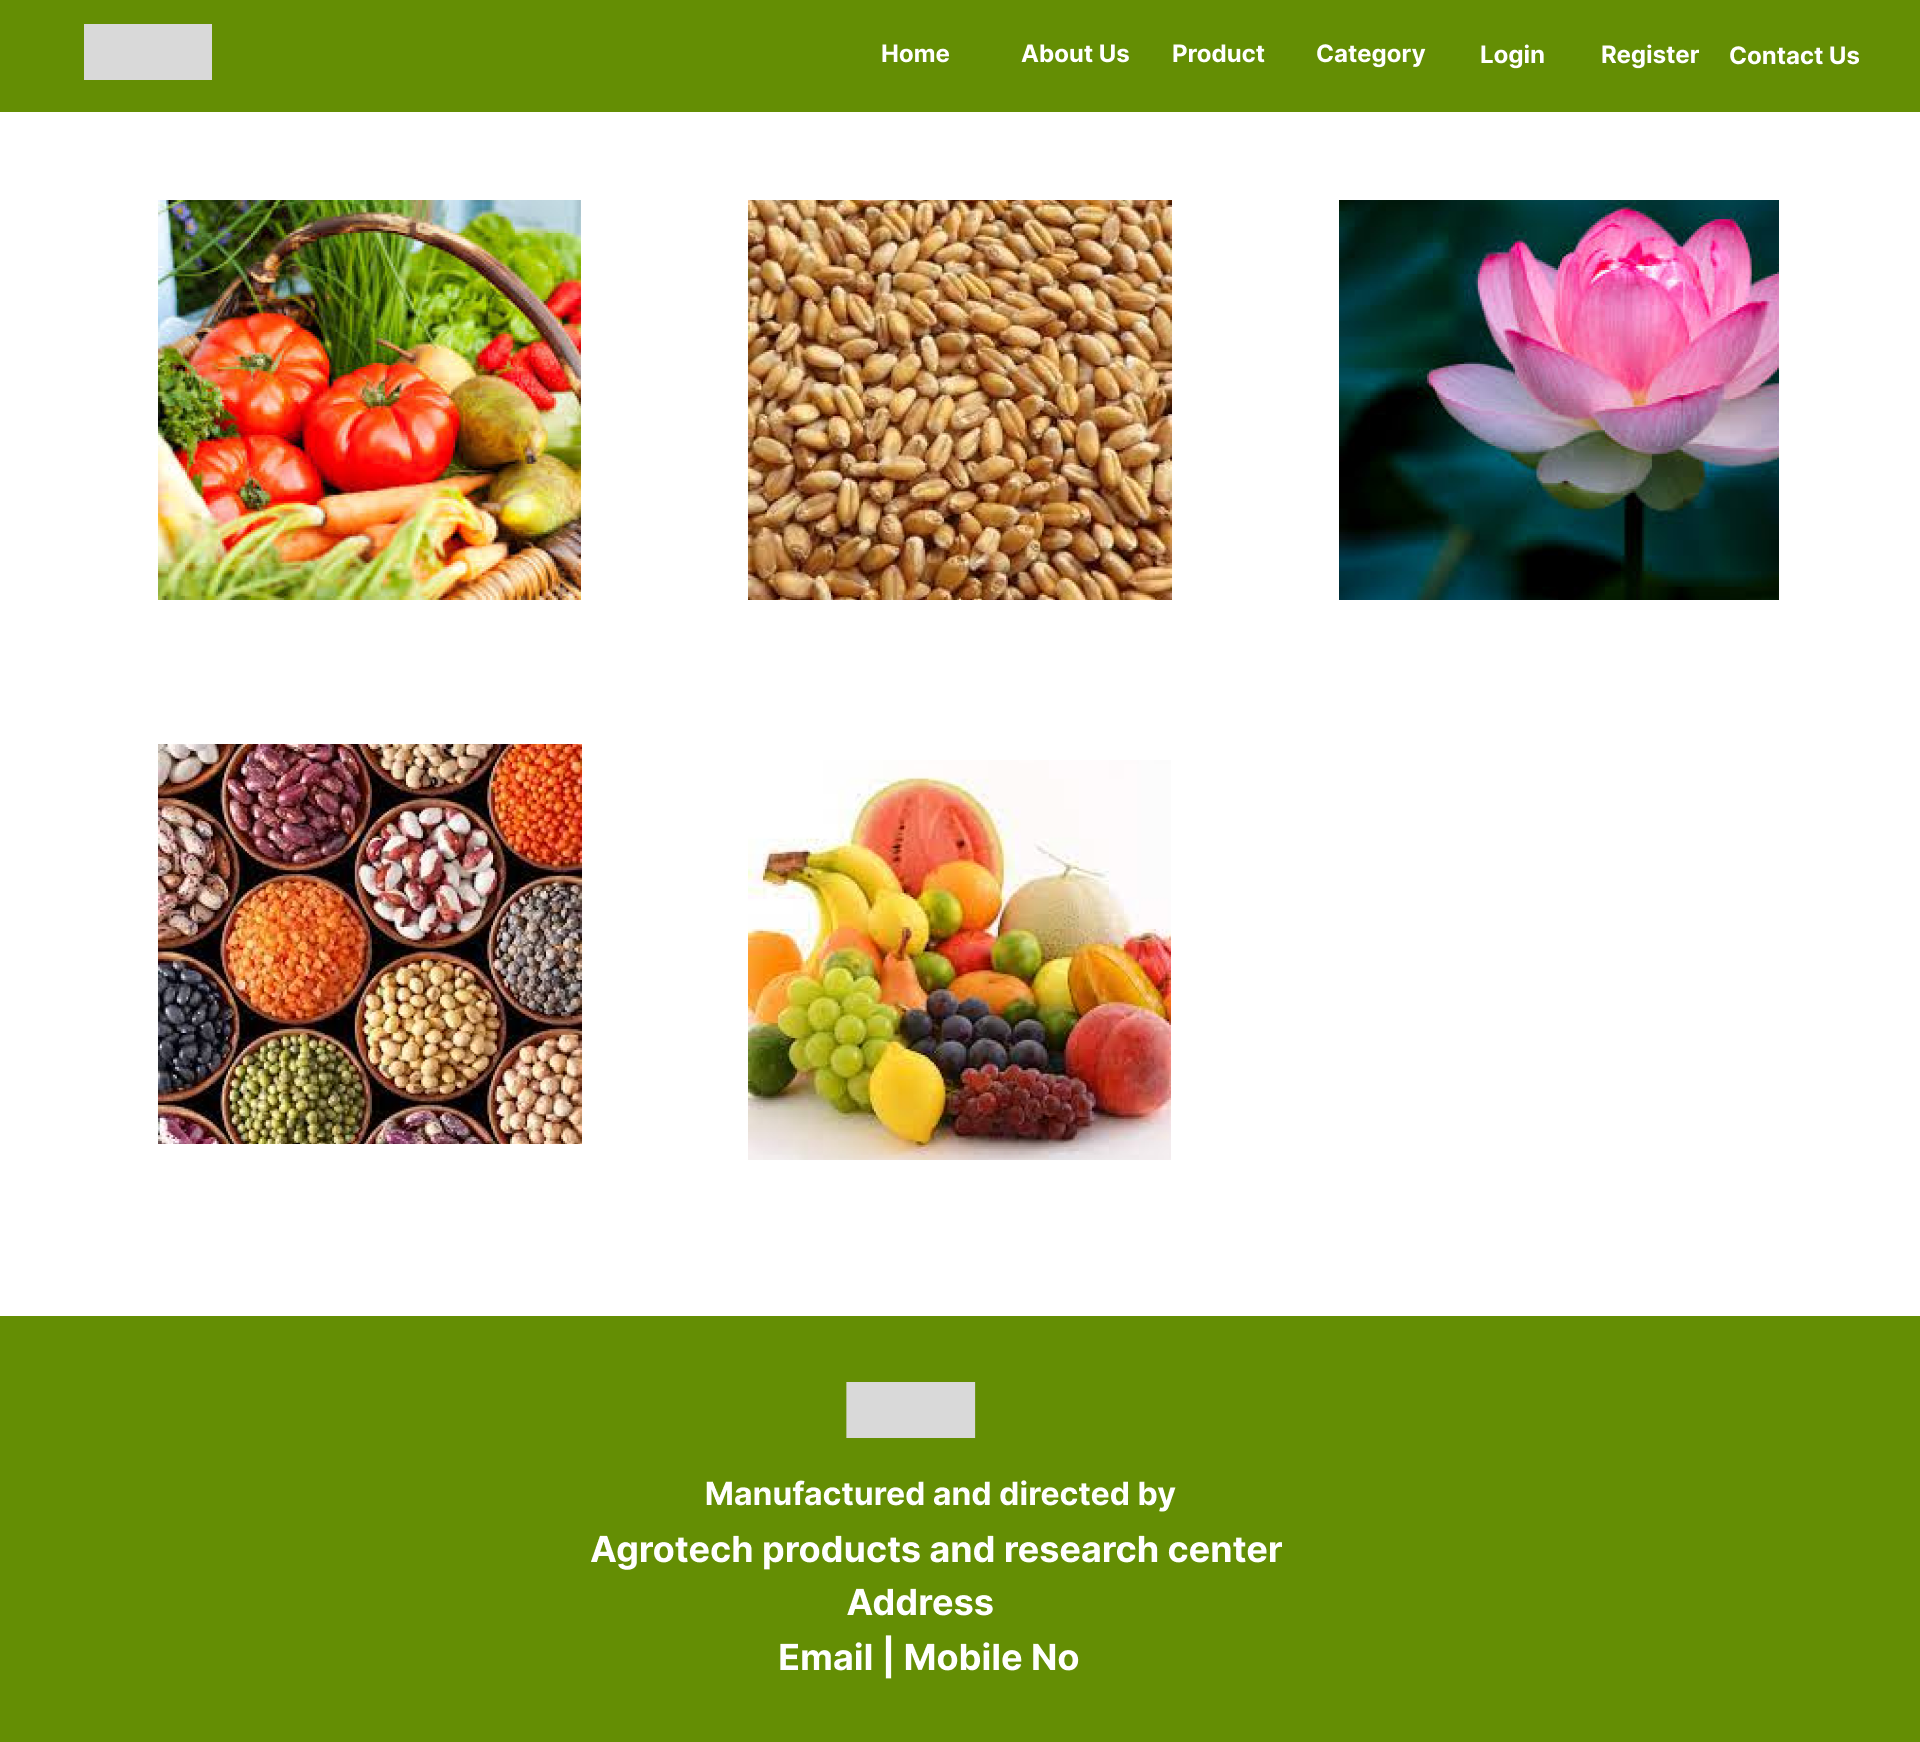 Home About Us Product Category Login Register Contact Us
Manufactured and directed by
Agrotech products and research center
Address
Email | Mobile No